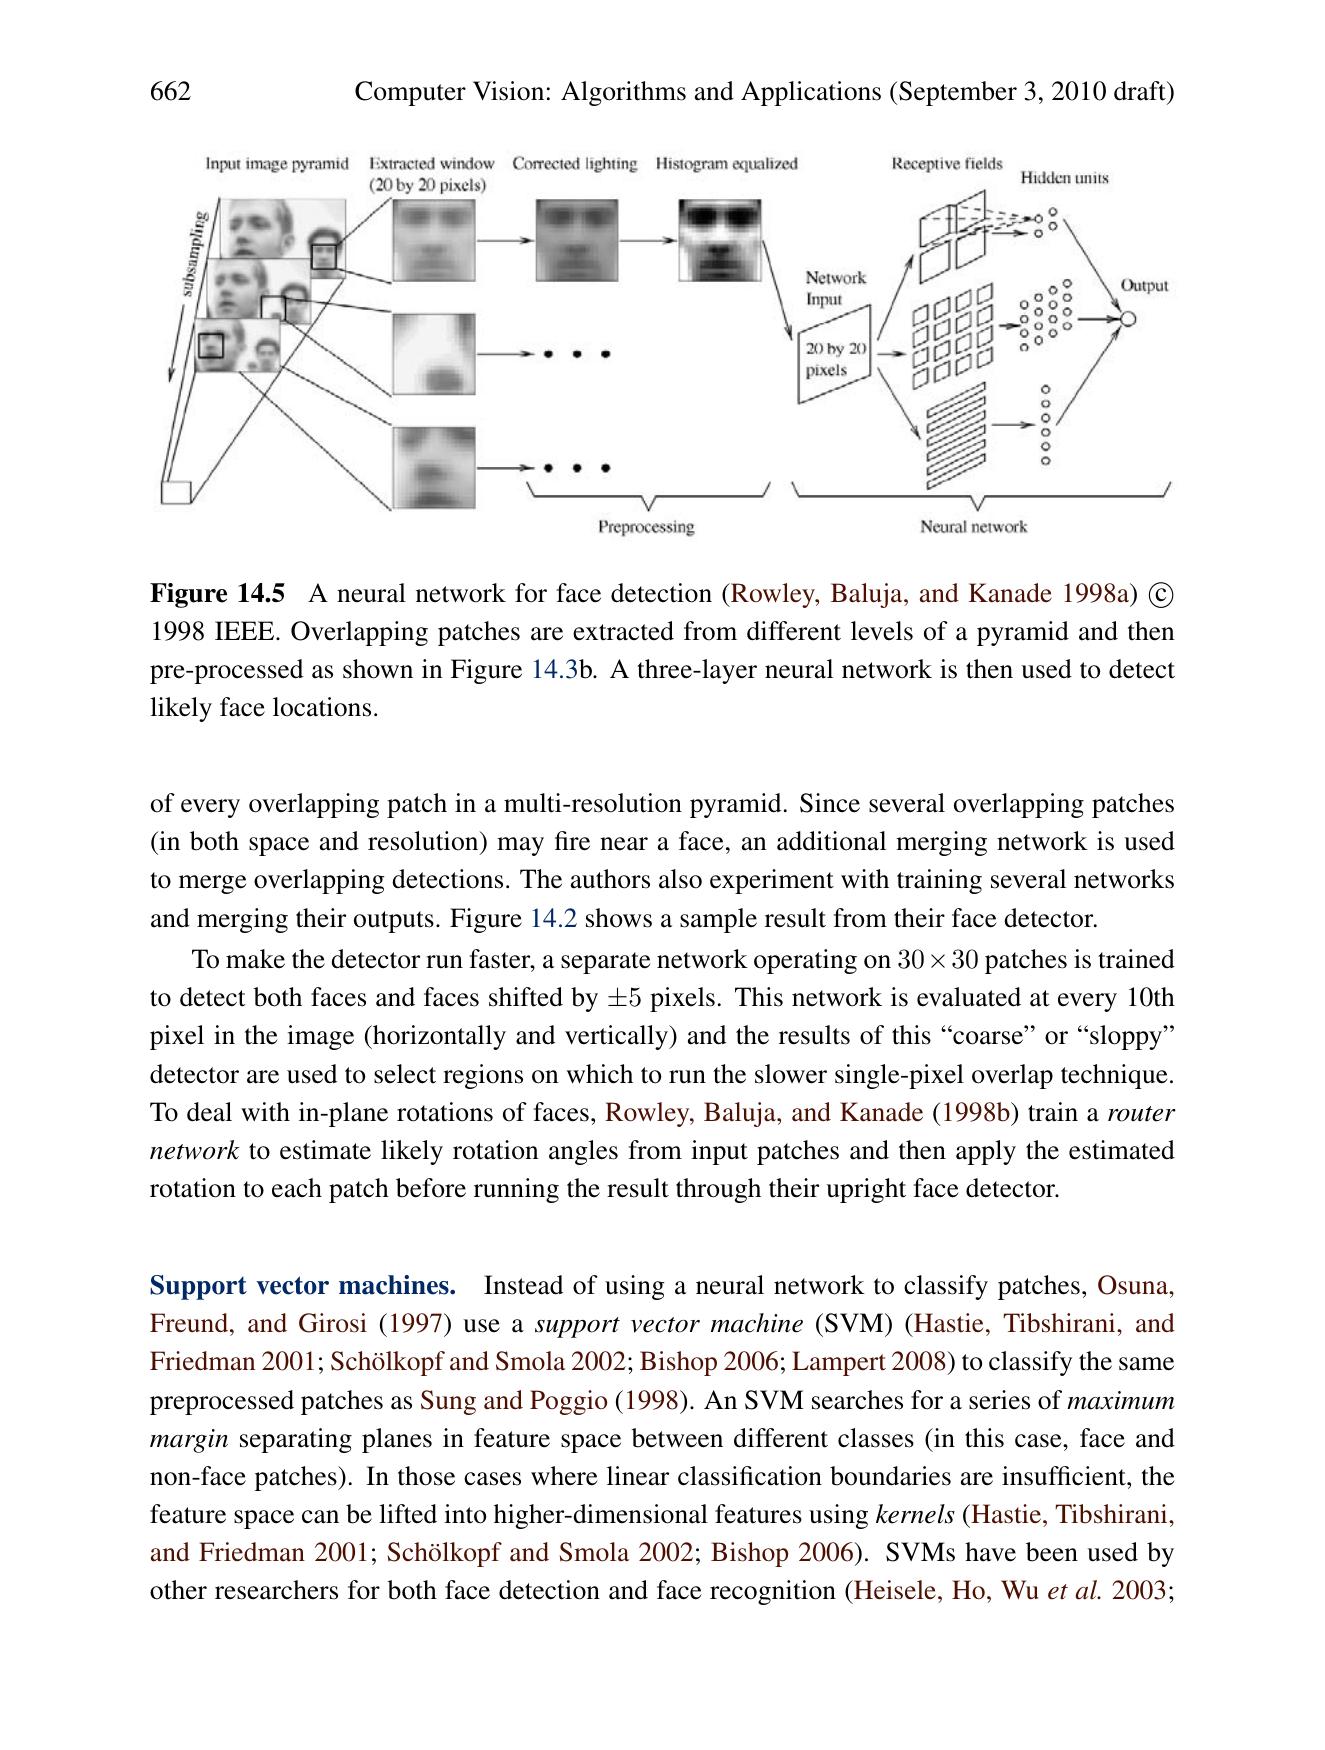 662 Computer Vision: Algorithms and Applications (September 3, 2010 draft)
Input image pyramid Extracted window Corrected lighting Histogram equalized Receptive fields
(20 by 20 pixels) Hidden units
subsampling
Network
Input
Output
20 by 20
pixels
Preprocessing Neural network
Figure 14.5 A neural network for face detection (Rowley, Baluja, and Kanade 1998a) ©
1998 IEEE. Overlapping patches are extracted from different levels of a pyramid and then
pre-processed as shown in Figure 14.3b. A three-layer neural network is then used to detect
likely face locations.
of every overlapping patch in a multi-resolution pyramid. Since several overlapping patches
(in both space and resolution) may fire near a face, an additional merging network is used
to merge overlapping detections. The authors also experiment with training several networks
and merging their outputs. Figure 14.2 shows a sample result from their face detector.
To make the detector run faster, a separate network operating on 30 × 30 patches is trained
to detect both faces and faces shifted by ±5 pixels. This network is evaluated at every 10th
pixel in the image (horizontally and vertically) and the results of this “coarse” or “sloppy”
detector are used to select regions on which to run the slower single-pixel overlap technique.
To deal with in-plane rotations of faces, Rowley, Baluja, and Kanade (1998b) train a router
network to estimate likely rotation angles from input patches and then apply the estimated
rotation to each patch before running the result through their upright face detector.
Support vector machines. Instead of using a neural network to classify patches, Osuna,
Freund, and Girosi (1997) use a support vector machine (SVM) (Hastie, Tibshirani, and
Friedman 2001; Schölkopf and Smola 2002; Bishop 2006; Lampert 2008) to classify the same
preprocessed patches as Sung and Poggio (1998). An SVM searches for a series of maximum
margin separating planes in feature space between different classes (in this case, face and
non-face patches). In those cases where linear classification boundaries are insufficient, the
feature space can be lifted into higher-dimensional features using kernels (Hastie, Tibshirani,
and Friedman 2001; Schölkopf and Smola 2002; Bishop 2006). SVMs have been used by
other researchers for both face detection and face recognition (Heisele, Ho, Wu et al. 2003;